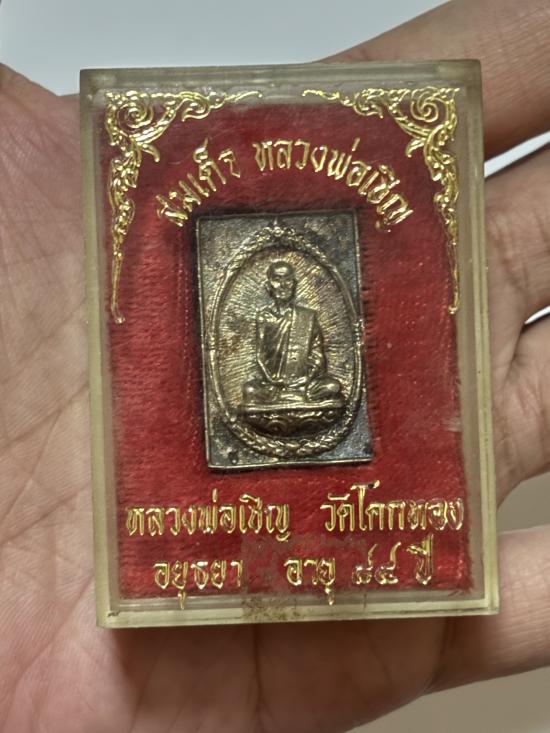 สมเด็จ หลวงพ่อเชิญ
หลวงพ่อเชิญ วัดโคกทอง
อยุธยา อายุ ๘๔ ปี